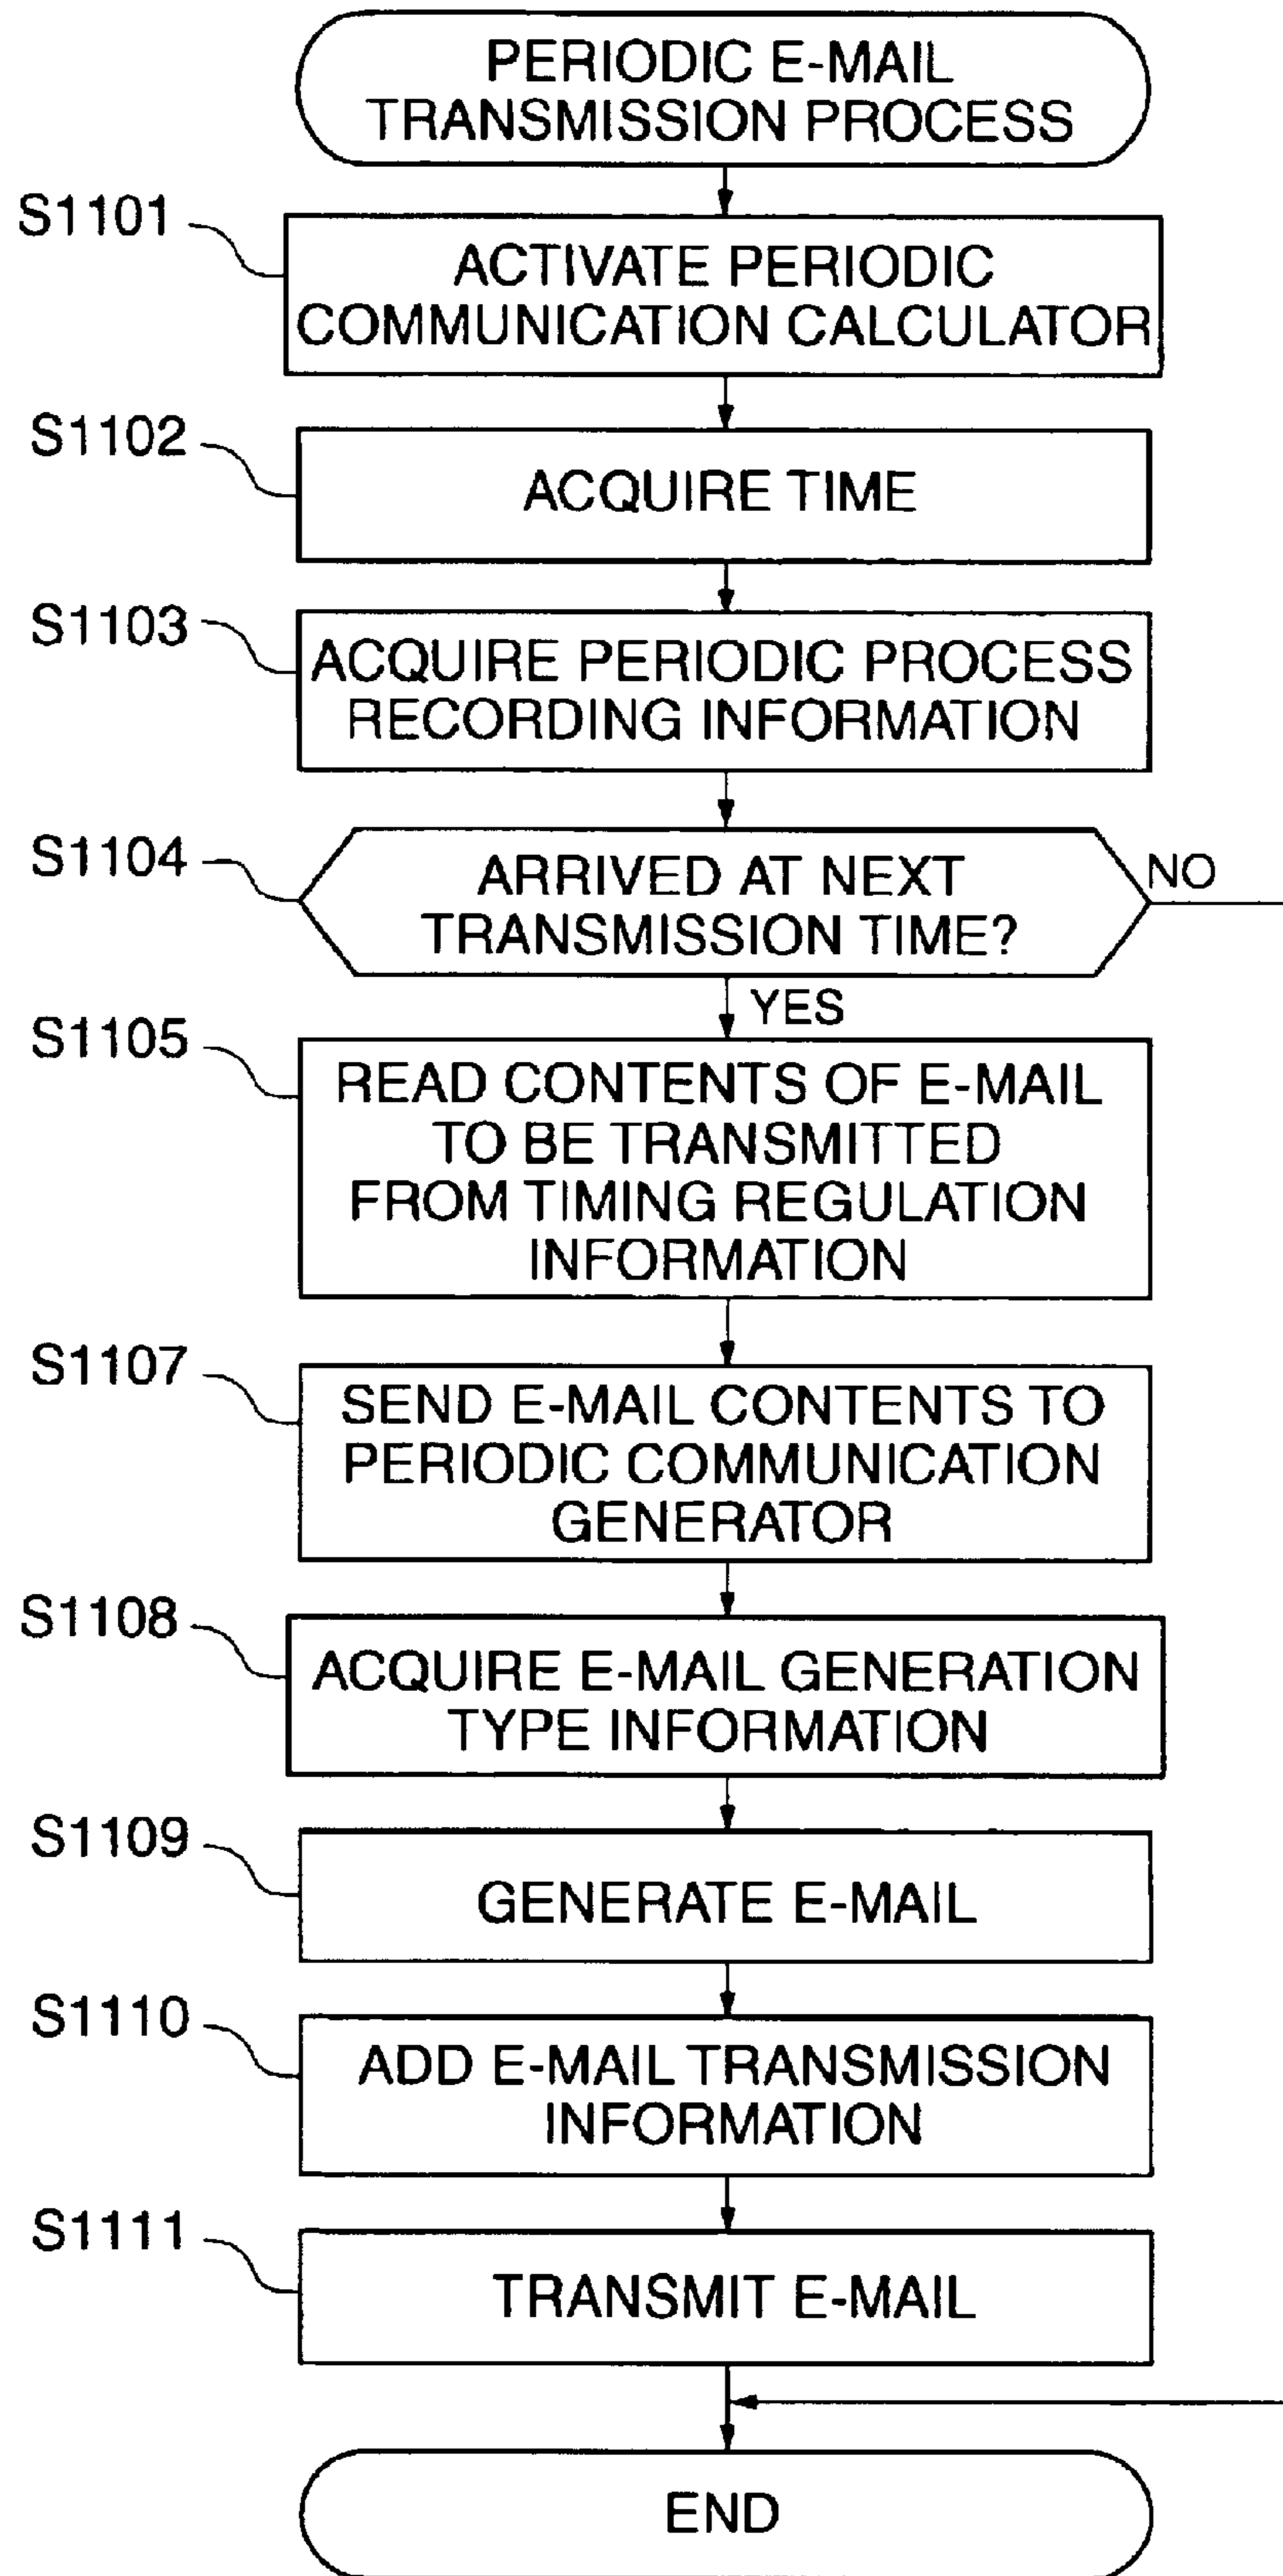 PERIODIC E-MAIL
TRANSMISSION PROCESS
S1101
ACTIVATE PERIODIC
COMMUNICATION CALCULATOR
S1102
ACQUIRE TIME
S1103
ACQUIRE PERIODIC PROCESS
RECORDING INFORMATION
S1104
ARRIVED AT NEXT
TRANSMISSION TIME?
NO
YES
S1105
READ CONTENTS OF E-MAIL
TO BE TRANSMITTED
FROM TIMING REGULATION
INFORMATION
S1107
SEND E-MAIL CONTENTS TO
PERIODIC COMMUNICATION
GENERATOR
S1108
ACQUIRE E-MAIL GENERATION
TYPE INFORMATION
S1109
GENERATE E-MAIL
S1110
ADD E-MAIL TRANSMISSION
INFORMATION
S1111
TRANSMIT E-MAIL
END